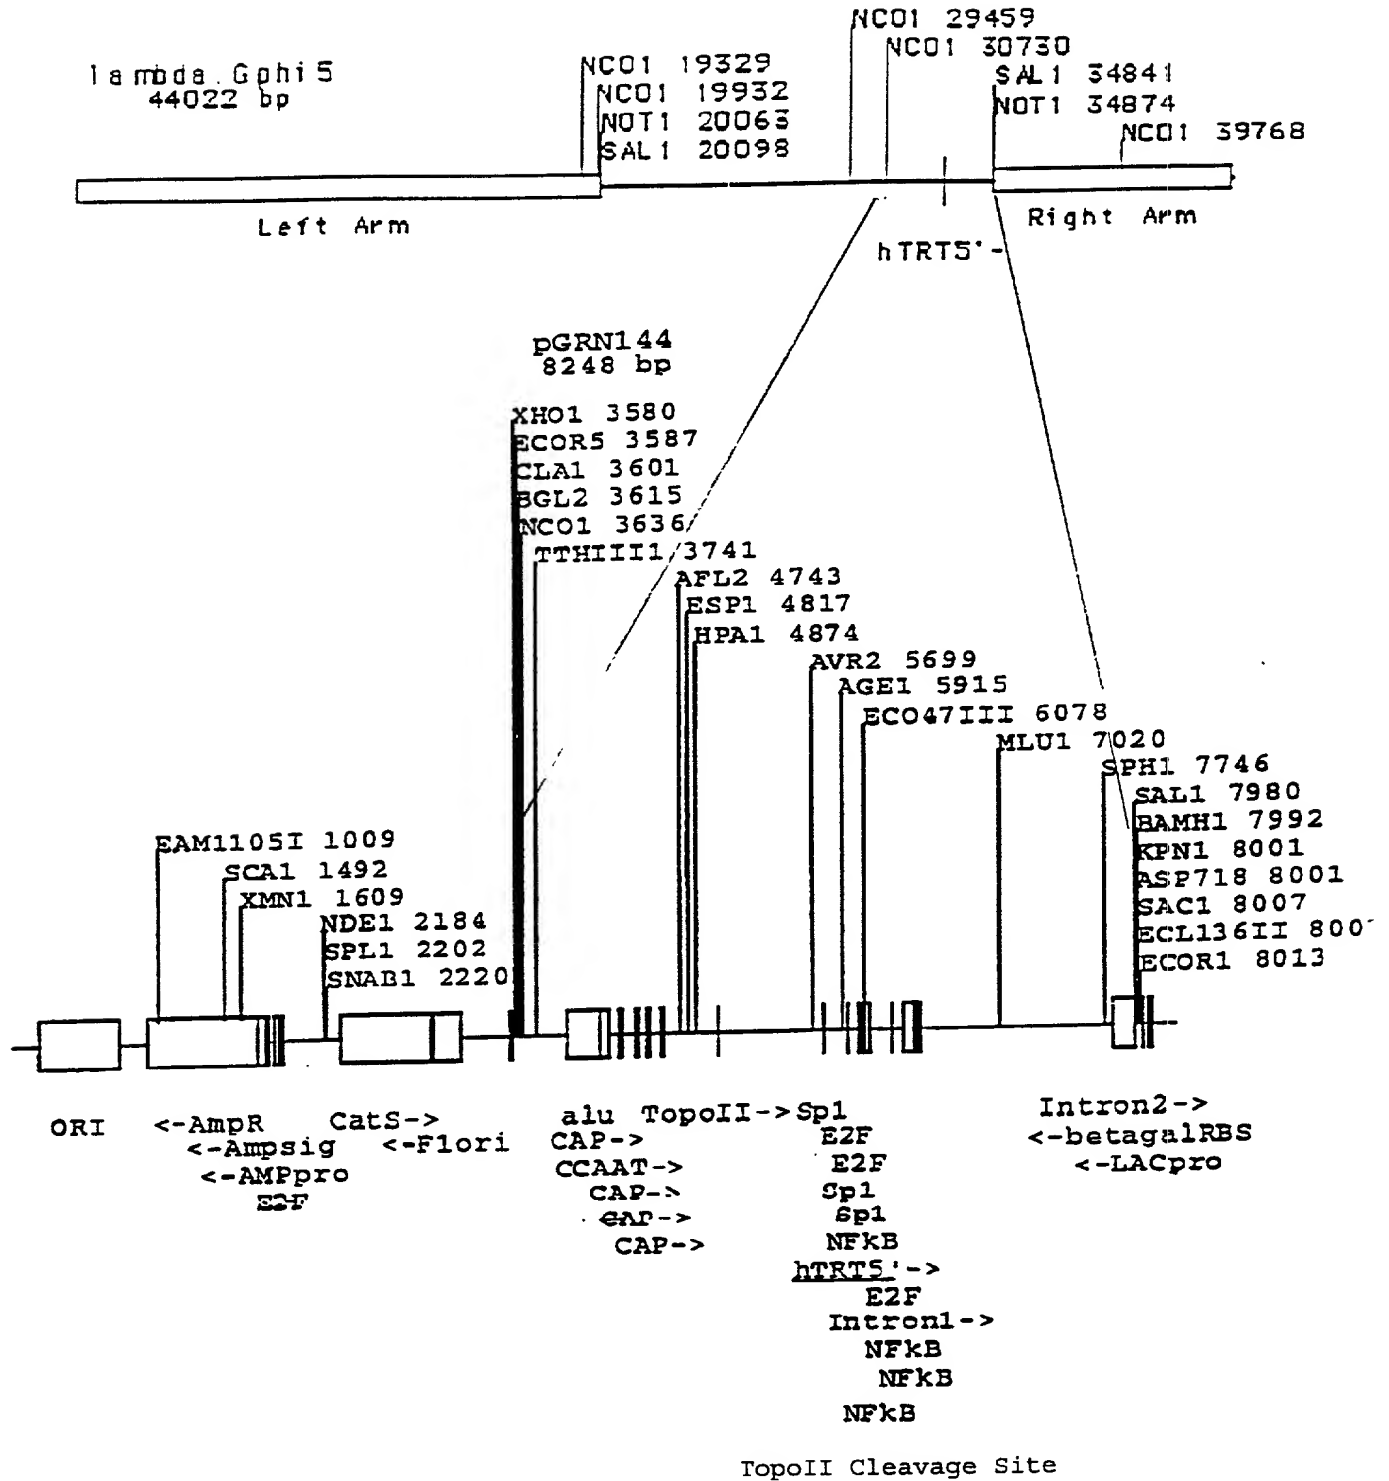 NCO1 29459
NCO1 30730
lambda.Gphi5
44022 bp
NCO1 19329
NCO1 19932
NOT1 20063
SAL1 20098
SAL1 34841
NOT1 34874
NCO1 39768
Left Arm
Right Arm
hTRT5'-
pGRN144
8248 bp
XHO1 3580
ECOR5 3587
CLA1 3601
BGL2 3615
NCO1 3636
TTHIII1 3741
AFL2 4743
ESP1 4817
HPA1 4874
AVR2 5699
AGE1 5915
ECO47III 6078
MLU1 7020
SPH1 7746
SAL1 7980
BAMH1 7992
KPN1 8001
ASP718 8001
SAC1 8007
ECL136II 800
ECOR1 8013
EAM1105I 1009
SCA1 1492
XMN1 1609
NDE1 2184
SPL1 2202
SNAB1 2220
ORI
<-AmpR
<-Ampsig
<-AMPpro
E2F
CatS->
<-F1ori
alu
CAP->
CCAAT->
CAP->
CAP->
CAP->
TopoII->
Sp1
E2F
E2F
Sp1
Sp1
NFkB
hTRT5'->
E2F
Intron1->
NFkB
NFkB
NFkB
Intron2->
<-betagalRBS
<-LACpro
TopoII Cleavage Site